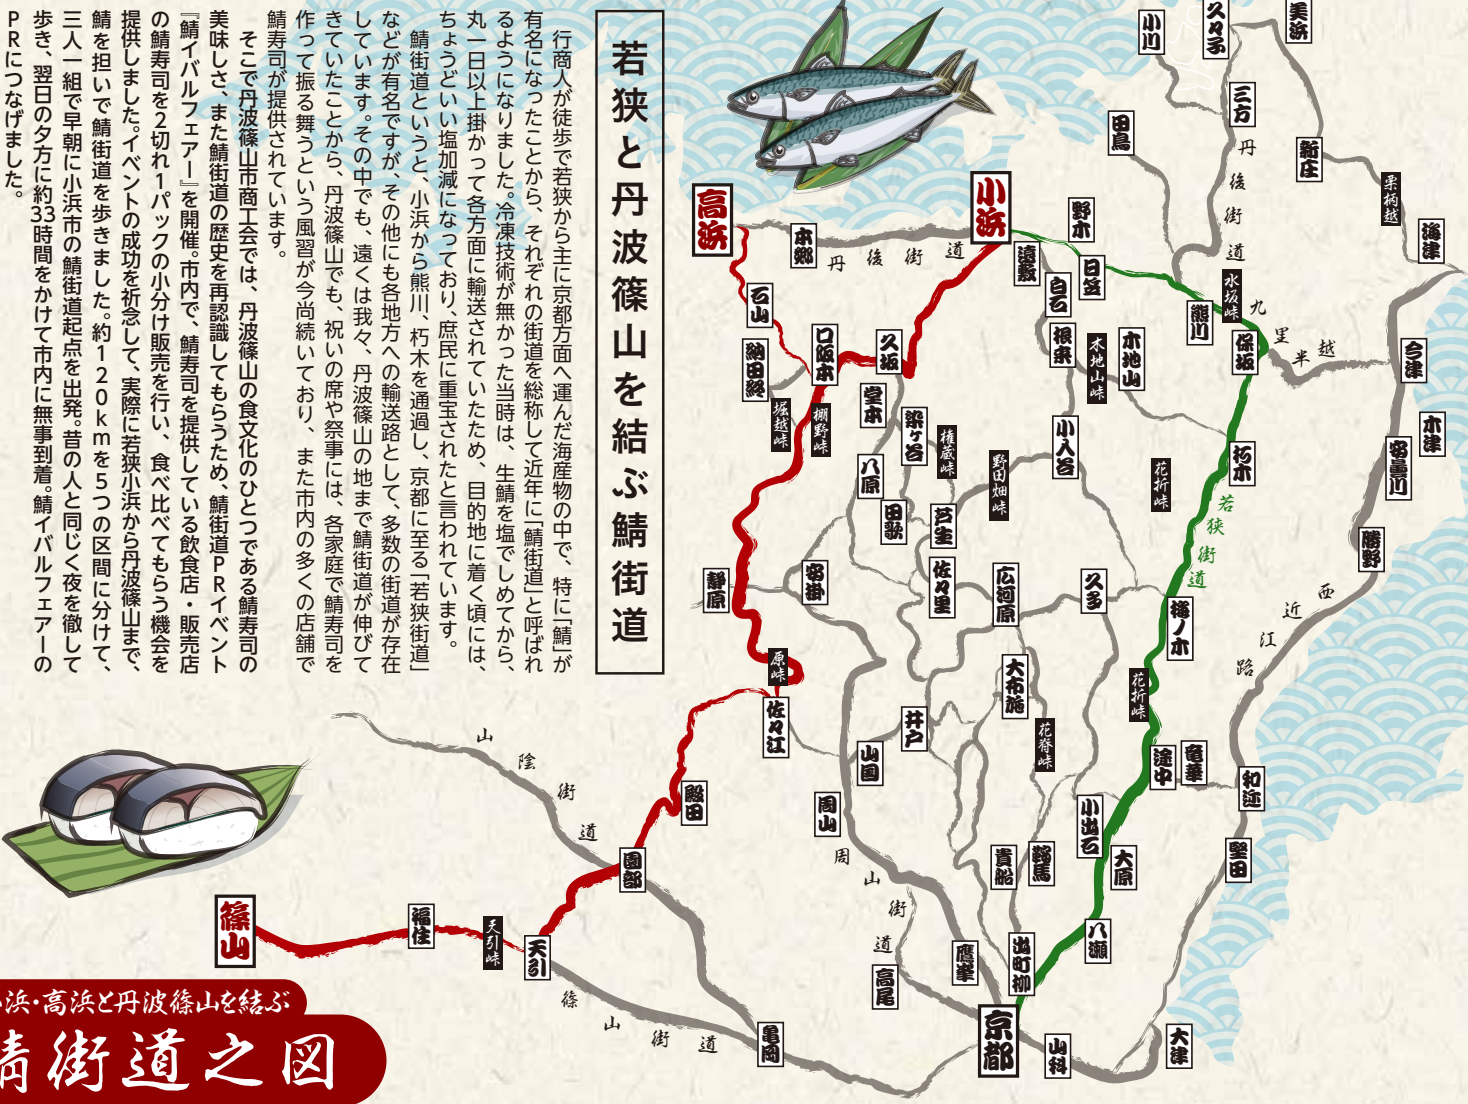 若狭と丹波篠山を結ぶ鯖街道
行商人が徒歩で若狭から主に京都方面へ運んだ海産物の中で、特に「鯖」が
有名になったことから、それぞれの街道を総称して近年に「鯖街道」と呼ばれ
るようになりました。冷凍技術が無かった当時は、生鯖を塩でしめてから、
丸一日以上掛かって各方面に輸送されていたため、目的地に着く頃には、
ちょうどいい塩加減になっており、庶民に重宝されたと言われています。
鯖街道というと、小浜から熊川、朽木を通過し、京都に至る「若狭街道」
などが有名ですが、その他にも各地方への輸送路として、多数の街道が存在
しています。その中でも、遠くは我々、丹波篠山の地まで鯖街道が伸びて
きていたことから、丹波篠山でも、祝いの席や祭事には、各家庭で鯖寿司を
作って振る舞うという風習が今尚続いており、また市内の多くの店舗で
鯖寿司が提供されています。
そこで丹波篠山市商工会では、丹波篠山の食文化のひとつである鯖寿司の
美味しさ、また鯖街道の歴史を再認識してもらうため、鯖街道PRイベント
『鯖イバルフェアー』を開催。市内で、鯖寿司を提供している飲食店・販売店
の鯖寿司を2切れ1パックの小分け販売を行い、食べ比べてもらう機会を
提供しました。イベントの成功を祈念して、実際に若狭小浜から丹波篠山まで、
鯖を担いで鯖街道を歩きました。約120kmを5つの区間に分けて、
三人一組で早朝に小浜市の鯖街道起点を出発。昔の人と同じく夜を徹して
歩き、翌日の夕方に約33時間をかけて市内に無事到着。鯖イバルフェアーの
PRにつなげました。
小川
久々子
美浜
三方
田烏
新庄
栗柄越
海津
丹後街道
高浜
本郷
丹後街道
小浜
遠敷
野木
日笠
白石
熊川
水坂峠
九里半越
保坂
今津
木津
安曇川
勝野
石山
納田終
口阪本
久坂
堀越峠
棚野峠
堂本
染ヶ谷
権蔵峠
根来
木地山峠
木地山
小入谷
花折峠
朽木
若狭街道
八原
田歌
芦生
野田畑峠
静原
安掛
佐々里
広河原
久多
梅ノ木
西近江路
原峠
佐々江
大布施
花折峠
井戸
花脊峠
山国
途中
竜華
和迩
殿田
周山
小出石
大原
堅田
周山街道
貴船
鞍馬
山陰街道
園部
八瀬
鷹峯
出町柳
高尾
篠山
福住
天引峠
天引
篠山街道
亀岡
京都
山科
大津
浜・高浜と丹波篠山を結ぶ
鯖街道之図